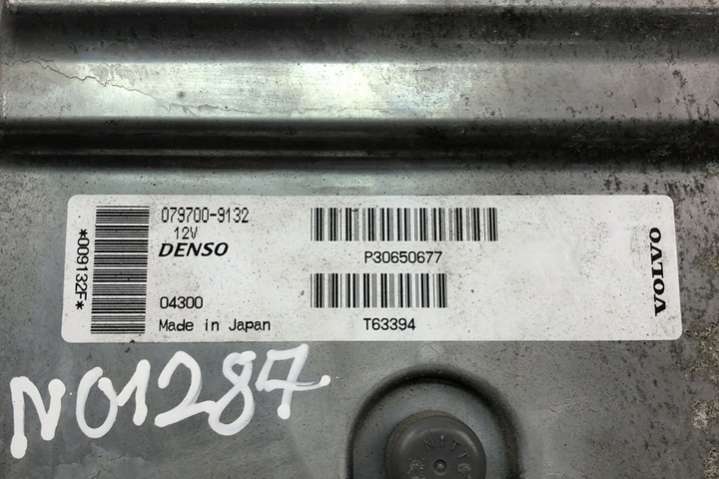 *009132F*
079700-9132
12V
DENSO
04300
Made in Japan
P30650677
T63394
VOLVO
N01287